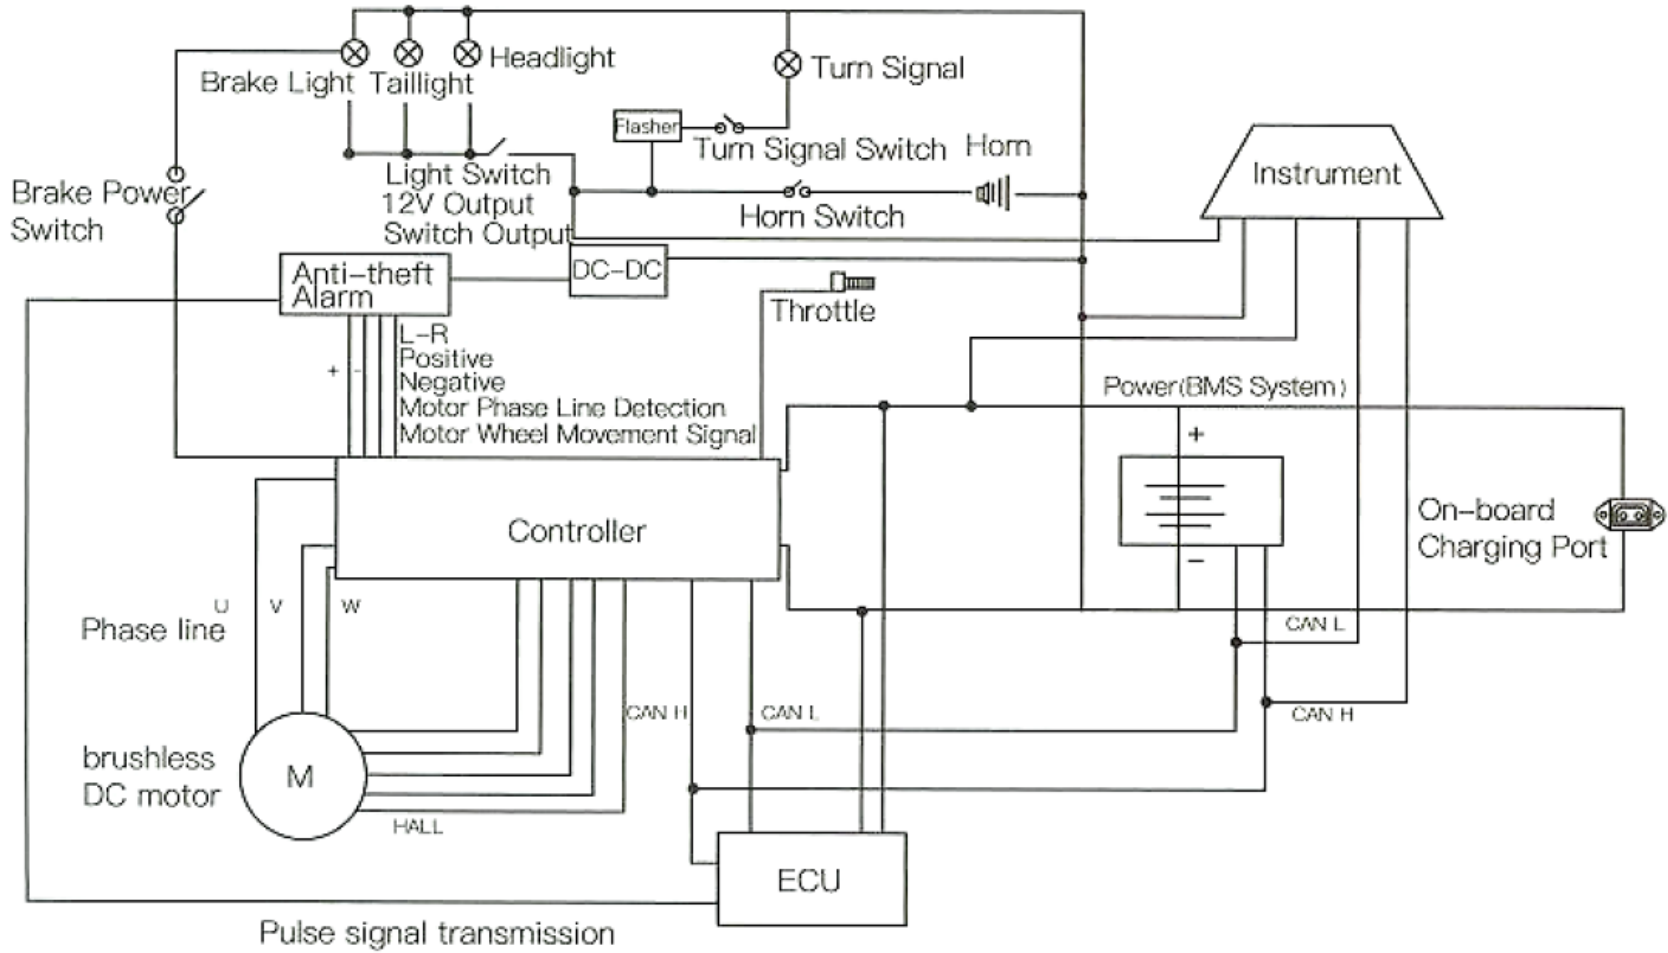 Headlight
Brake Light
Taillight
Turn Signal
Flasher
Turn Signal Switch
Horn
Instrument
Brake Power
Switch
Light Switch
12V Output
Switch Output
Horn Switch
Anti-theft
Alarm
DC-DC
Throttle
L-R
Positive
Negative
Motor Phase Line Detection
Motor Wheel Movement Signal
+ -
Power(BMS System)
+
Controller
On-board
Charging Port
-
U V W
Phase line
CAN L
CAN H
CAN L
CAN H
brushless
DC motor
M
HALL
ECU
Pulse signal transmission